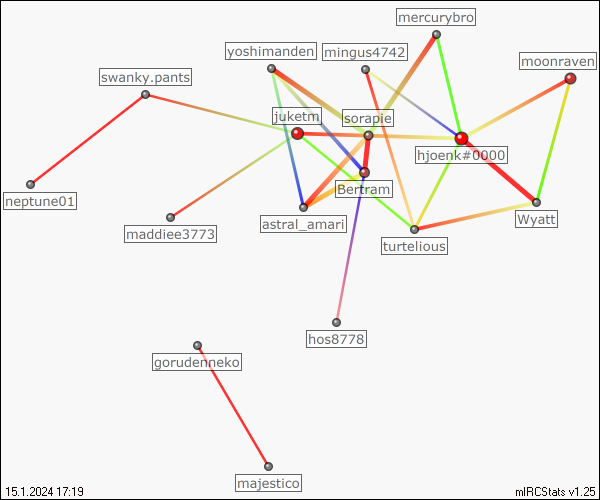 mercurybro
yoshimanden
mingus4742
moonraven
swanky.pants
juketm
sorapie
hjoenk#0000
Bertram
neptune01
Wyatt
astral_amari
maddiee3773
turtelious
hos8778
gorudenneko
majestico
15.1.2024 17:19
mIRCStats v1.25